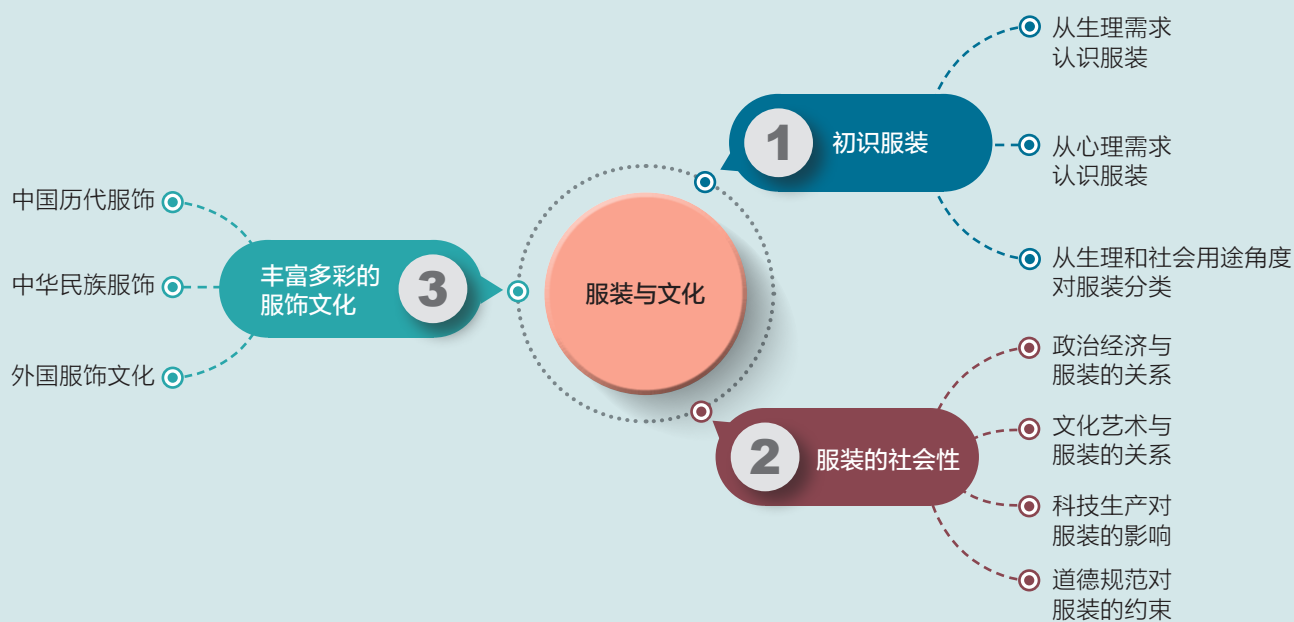 服装与文化
1
初识服装
从生理需求
认识服装
从心理需求
认识服装
从生理和社会用途角度
对服装分类
2
服装的社会性
政治经济与
服装的关系
文化艺术与
服装的关系
科技生产对
服装的影响
道德规范对
服装的约束
3
丰富多彩的
服饰文化
中国历代服饰
中华民族服饰
外国服饰文化